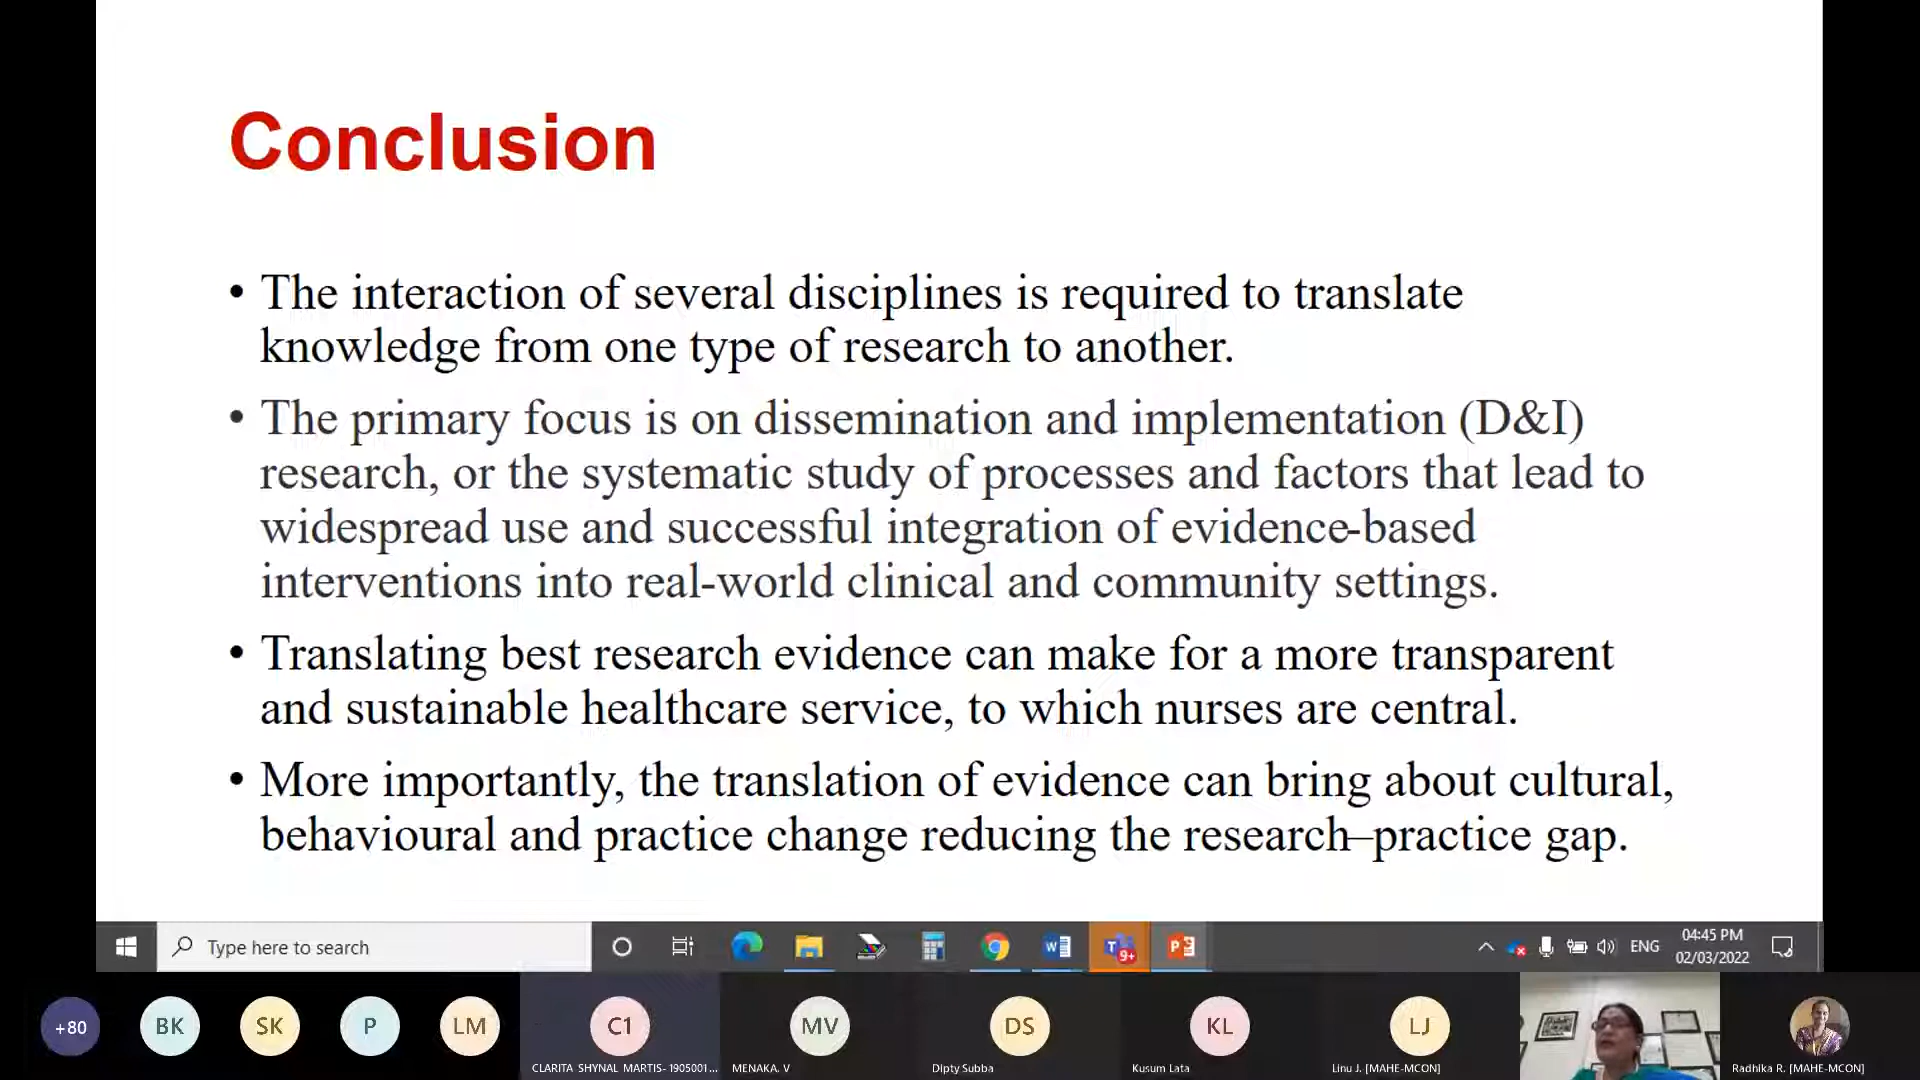 Conclusion
• The interaction of several disciplines is required to translate
knowledge from one type of research to another.
• The primary focus is on dissemination and implementation (D&I)
research, or the systematic study of processes and factors that lead to
widespread use and successful integration of evidence-based
interventions into real-world clinical and community settings.
• Translating best research evidence can make for a more transparent
and sustainable healthcare service, to which nurses are central.
• More importantly, the translation of evidence can bring about cultural,
behavioural and practice change reducing the research–practice gap.
Type here to search
9+
ENG
04:45 PM
02/03/2022
+80
BK
SK
P
LM
C1
MV
DS
KL
LJ
CLARITA SHYNAL MARTIS- 1905001...
MENAKA. V
Dipty Subba
Kusum Lata
Linu J. [MAHE-MCON]
Radhika R. [MAHE-MCON]